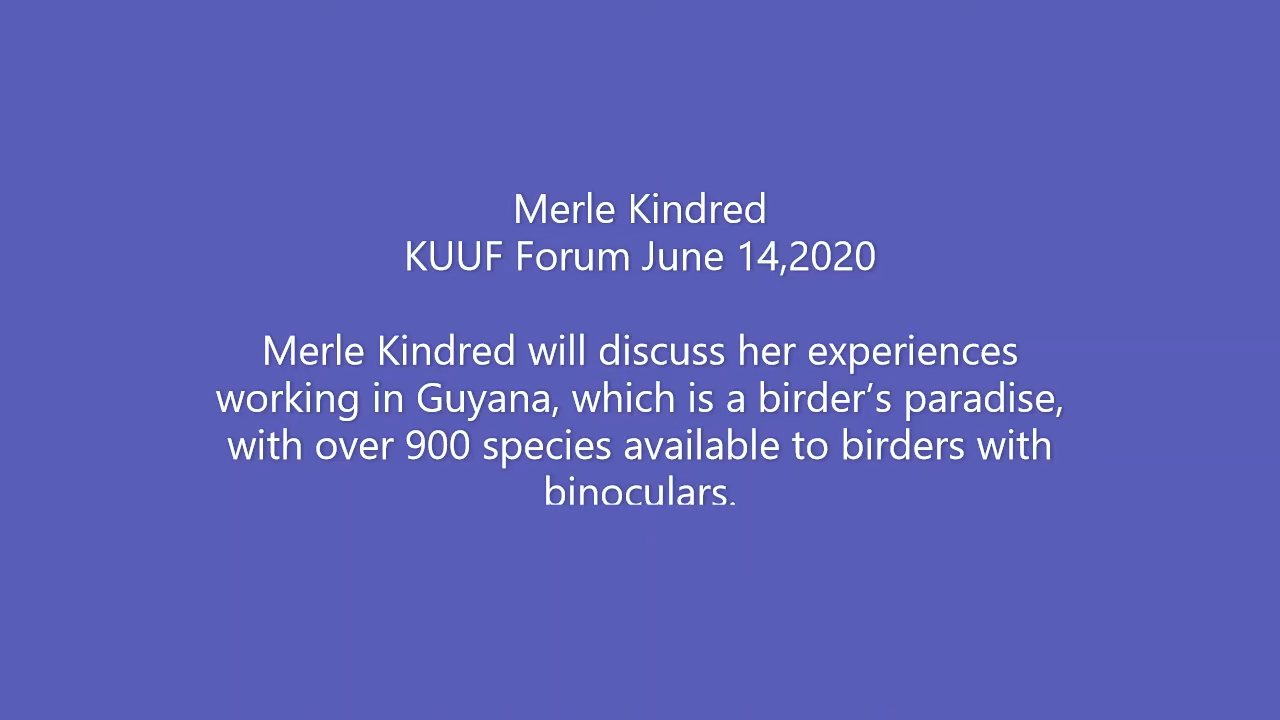 Merle Kindred
KUUF Forum June 14,2020
Merle Kindred will discuss her experiences
working in Guyana, which is a birder’s paradise,
with over 900 species available to birders with
binoculars.